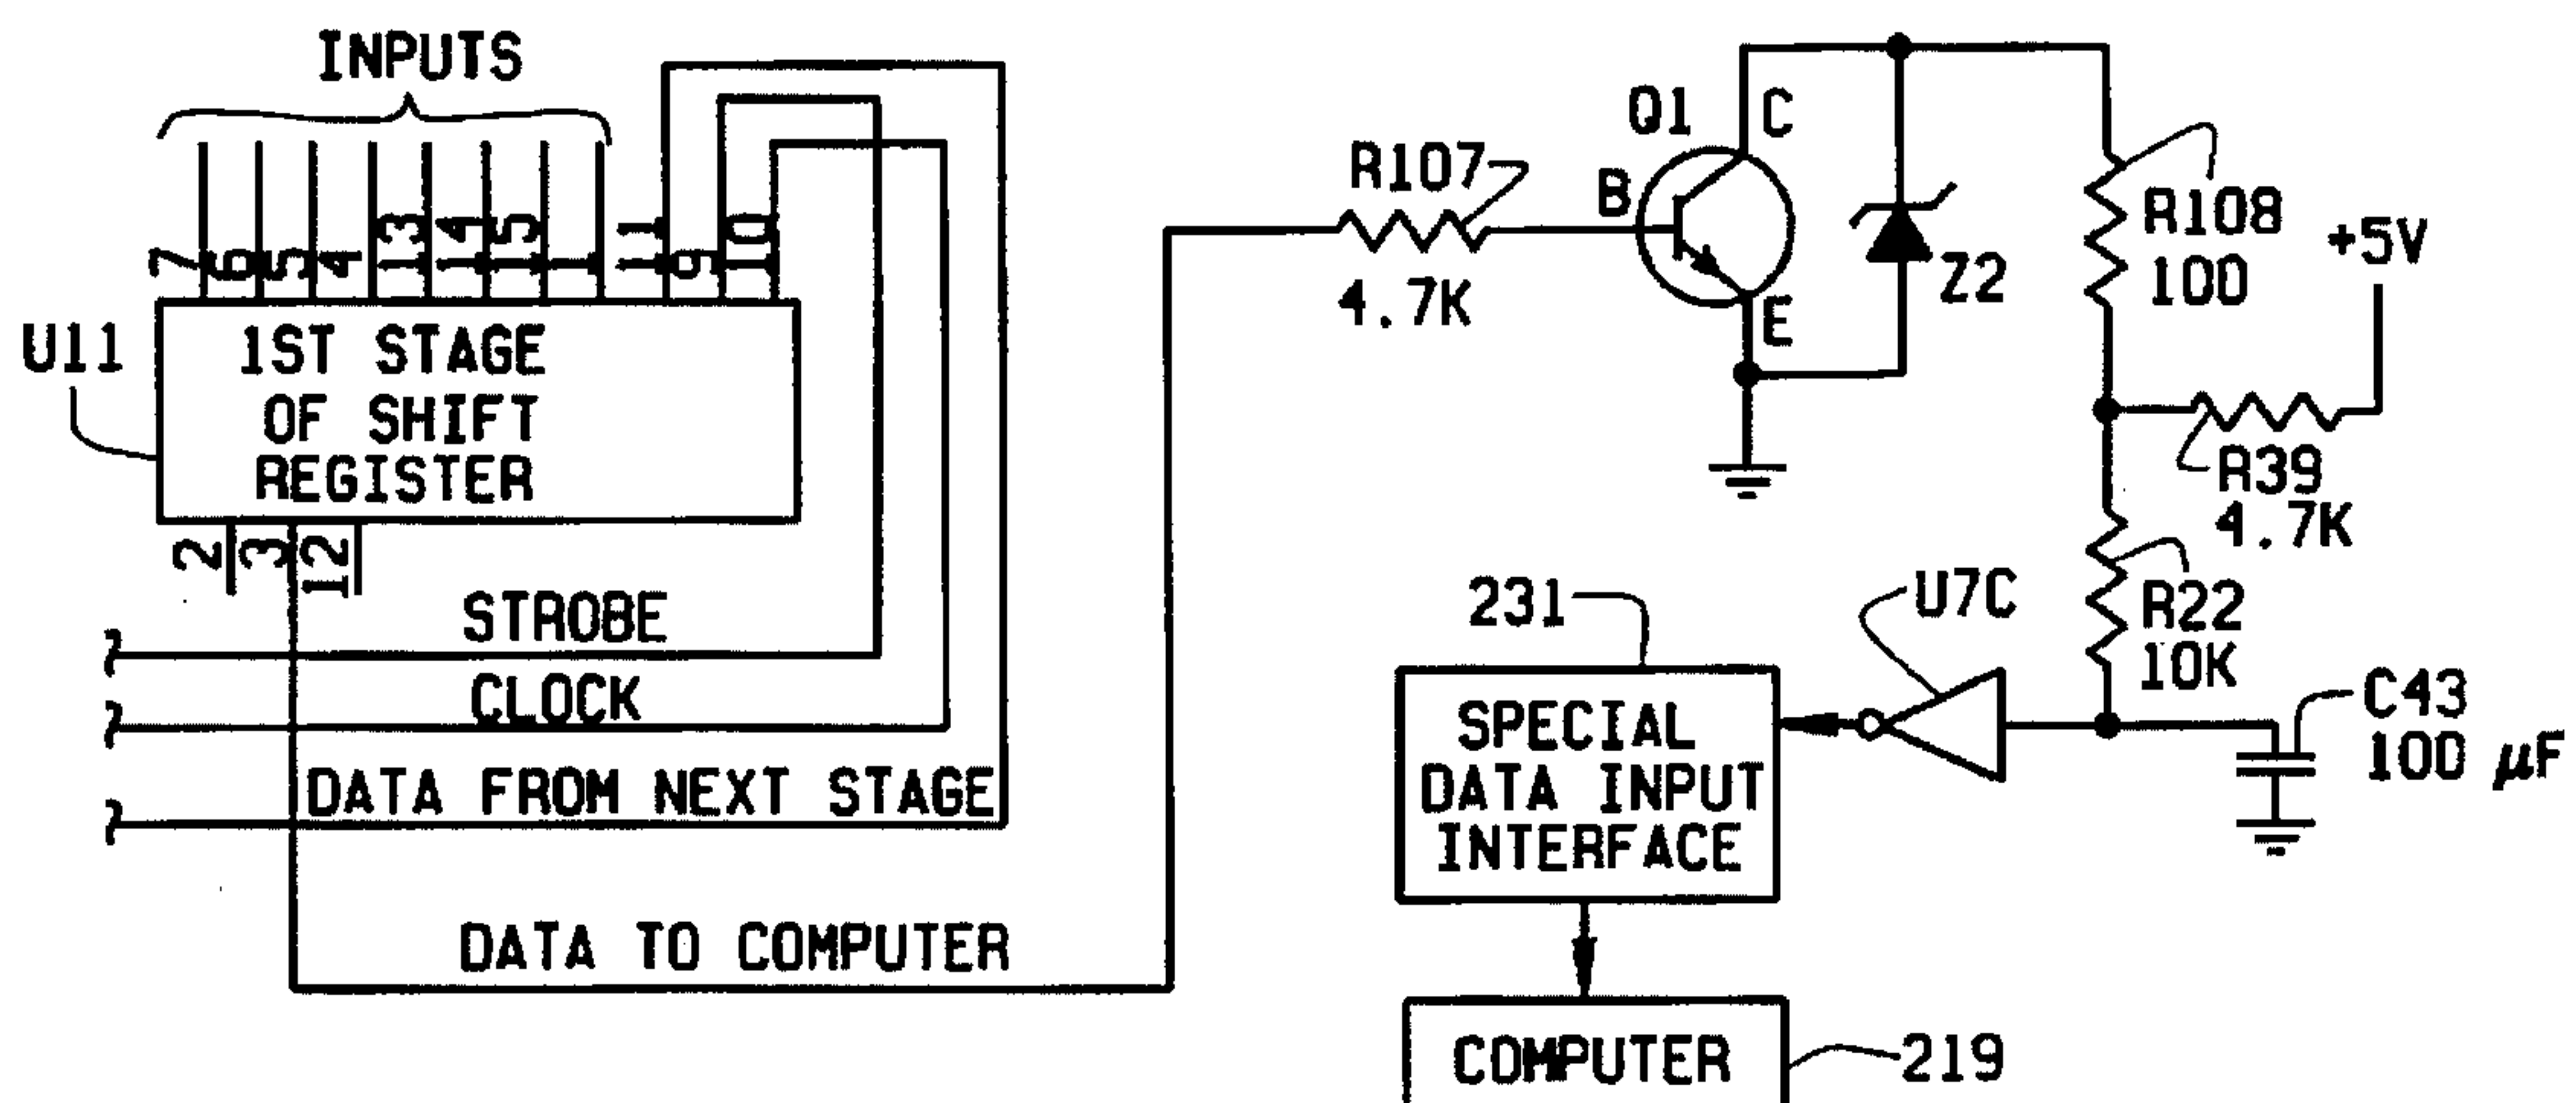 INPUTS
7 6 5 4 13 14 15 1 11 9 10
U11
1ST STAGE
OF SHIFT
REGISTER
2 3 12
STROBE
CLOCK
DATA FROM NEXT STAGE
DATA TO COMPUTER
R107
4.7K
Q1
B
C
E
Z2
R108
100
+5V
R39
4.7K
R22
10K
C43
100 μF
U7C
231
SPECIAL
DATA INPUT
INTERFACE
COMPUTER
219